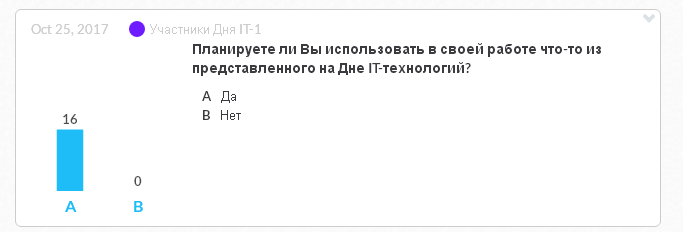 Oct 25, 2017 Участники Дня IT-1
Планируете ли Вы использовать в своей работе что-то из
представленного на Дне IT-технологий?
A Да
B Нет
16
0
A B